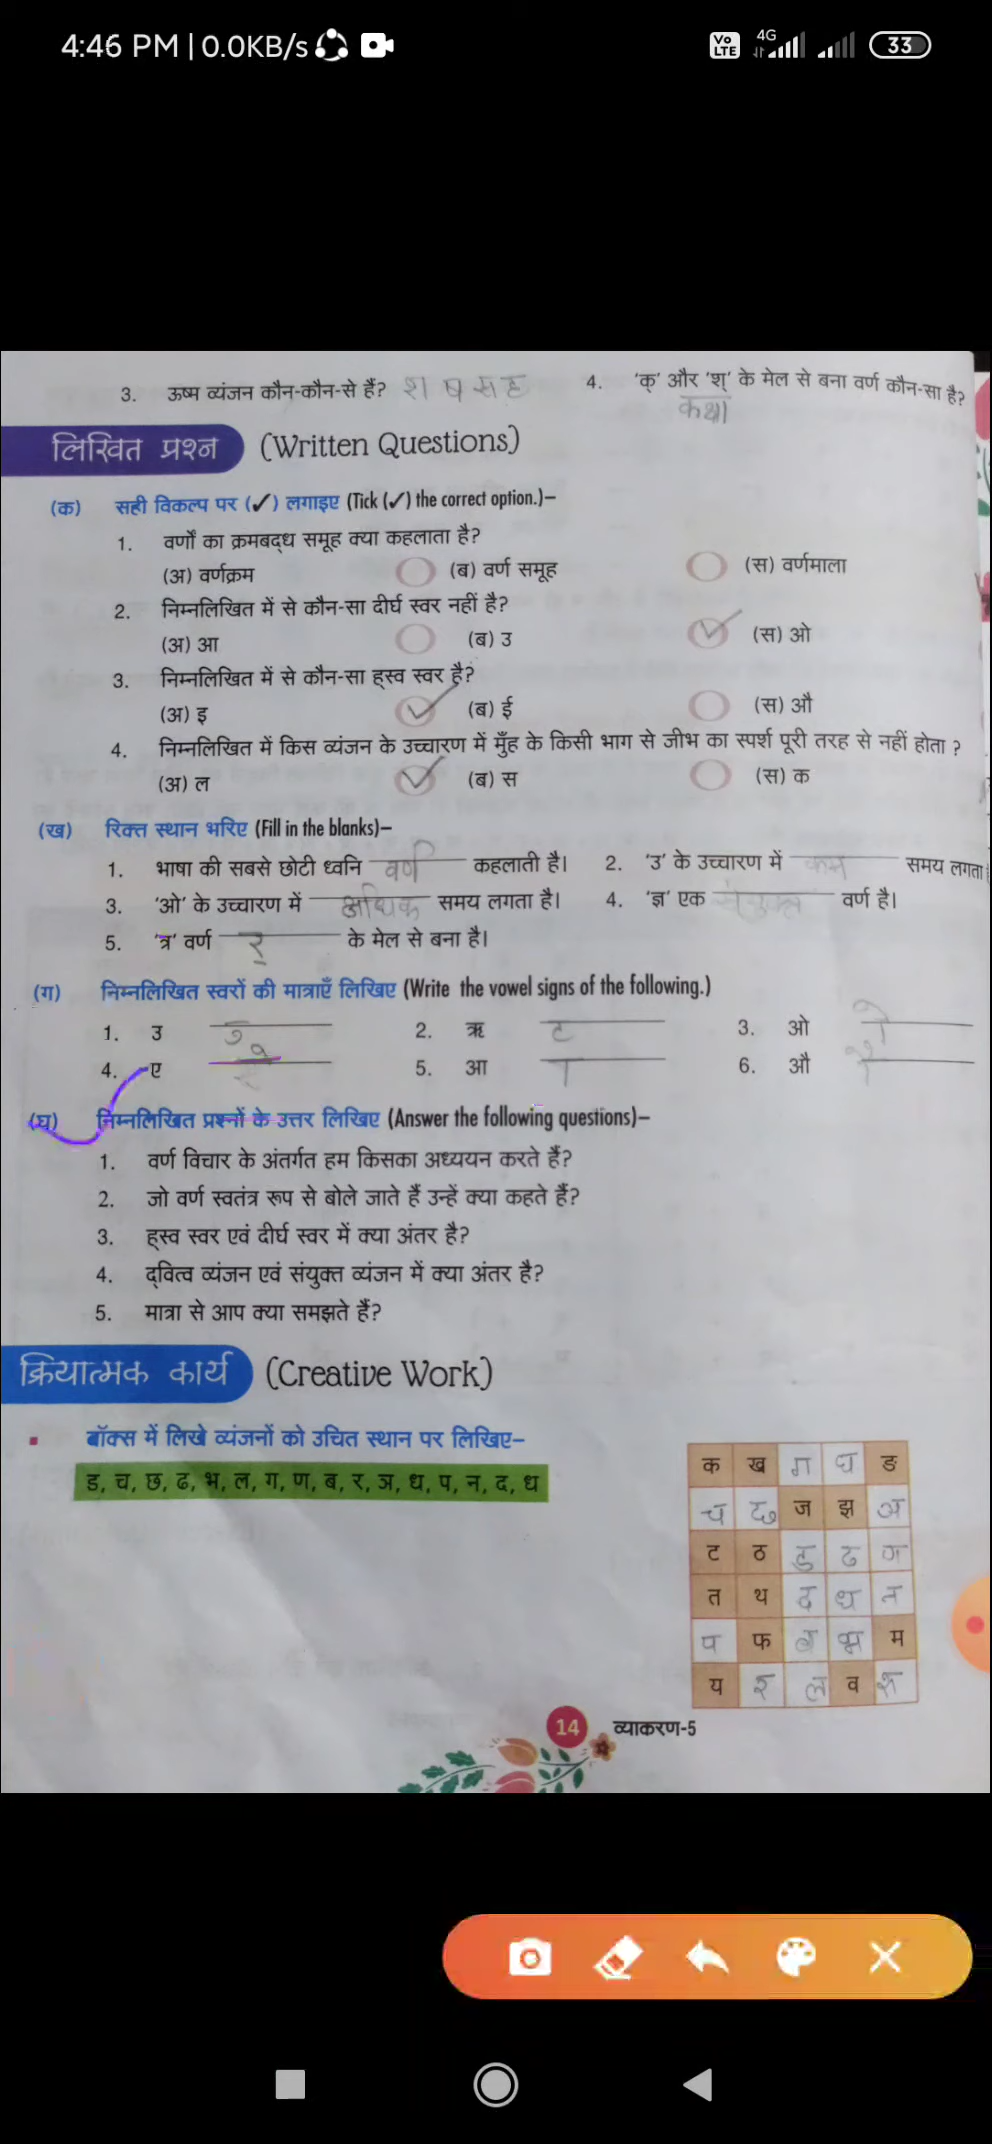 4:46 PM | 0.0KB/s Vo LTE 4G 33
3. ऊष्म व्यंजन कौन-कौन-से हैं? श ष स ह 4. 'क्' और 'श्' के मेल से बना वर्ण कौन-सा है?
कक्षा
लिखित प्रश्न (Written Questions)
(क) सही विकल्प पर (✓) लगाइए (Tick (✓) the correct option.)–
1. वर्णों का क्रमबद्ध समूह क्या कहलाता है?
(अ) वर्णक्रम (ब) वर्ण समूह (स) वर्णमाला
2. निम्नलिखित में से कौन-सा दीर्घ स्वर नहीं है?
(अ) आ (ब) उ (स) ओ
3. निम्नलिखित में से कौन-सा ह्रस्व स्वर है?
(अ) इ (ब) ई (स) औ
4. निम्नलिखित में किस व्यंजन के उच्चारण में मुँह के किसी भाग से जीभ का स्पर्श पूरी तरह से नहीं होता ?
(अ) ल (ब) स (स) क
(ख) रिक्त स्थान भरिए (Fill in the blanks)–
1. भाषा की सबसे छोटी ध्वनि वर्ण कहलाती है। 2. 'उ' के उच्चारण में कम समय लगता
3. 'ओ' के उच्चारण में अधिक समय लगता है। 4. 'ज्ञ' एक संयुक्त वर्ण है।
5. 'त्र' वर्ण के मेल से बना है।
(ग) निम्नलिखित स्वरों की मात्राएँ लिखिए (Write the vowel signs of the following.)
1. उ ु 2. ऋ 3. ओ ो
4. ए े 5. आ ा 6. औ ौ
(घ) निम्नलिखित प्रश्नों के उत्तर लिखिए (Answer the following questions)–
1. वर्ण विचार के अंतर्गत हम किसका अध्ययन करते हैं?
2. जो वर्ण स्वतंत्र रूप से बोले जाते हैं उन्हें क्या कहते हैं?
3. ह्रस्व स्वर एवं दीर्घ स्वर में क्या अंतर है?
4. द्वित्व व्यंजन एवं संयुक्त व्यंजन में क्या अंतर है?
5. मात्रा से आप क्या समझते हैं?
क्रियात्मक कार्य (Creative Work)
बॉक्स में लिखे व्यंजनों को उचित स्थान पर लिखिए–
ड, च, छ, ढ, भ, ल, ग, ण, ब, र, ञ, ध, प, न, द, ध
क ख ग घ ङ
च छ ज झ ञ
ट ठ ड ढ ण
त थ द ध न
प फ ब भ म
य र ल व
14 व्याकरण-5